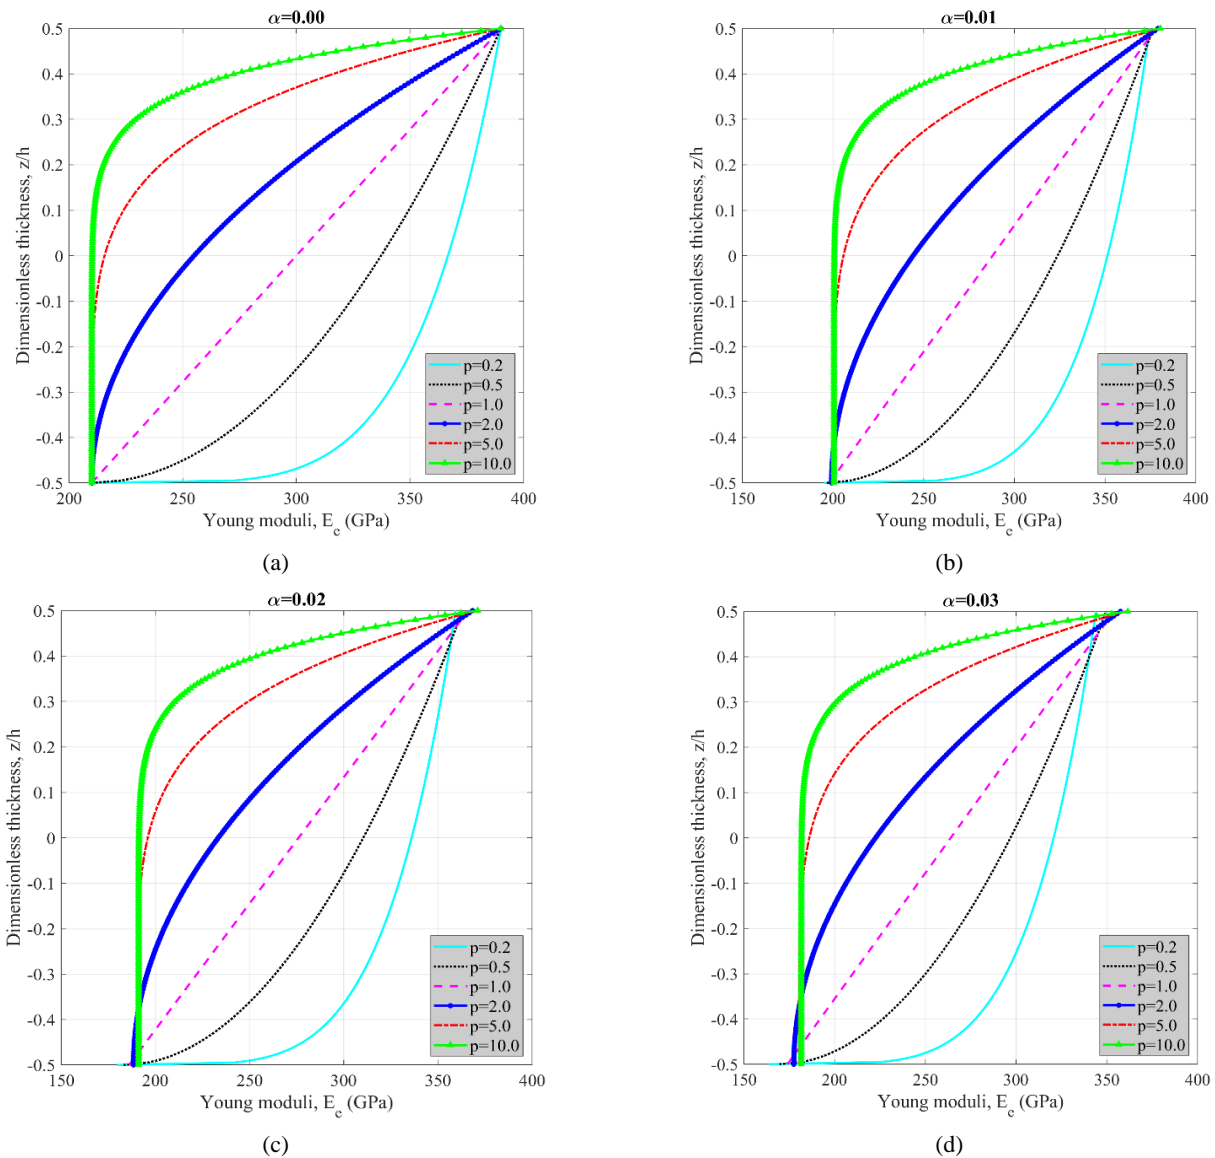 α=0.00
0.5
0.4
0.3
0.2
0.1
0
-0.1
-0.2
-0.3
-0.4
-0.5
Dimensionless thickness, z/h
p=0.2
p=0.5
p=1.0
p=2.0
p=5.0
p=10.0
200 250 300 350 400
Young moduli, E_c (GPa)
(a)
α=0.01
0.5
0.4
0.3
0.2
0.1
0
-0.1
-0.2
-0.3
-0.4
-0.5
Dimensionless thickness, z/h
p=0.2
p=0.5
p=1.0
p=2.0
p=5.0
p=10.0
150 200 250 300 350 400
Young moduli, E_c (GPa)
(b)
α=0.02
0.5
0.4
0.3
0.2
0.1
0
-0.1
-0.2
-0.3
-0.4
-0.5
Dimensionless thickness, z/h
p=0.2
p=0.5
p=1.0
p=2.0
p=5.0
p=10.0
150 200 250 300 350 400
Young moduli, E_c (GPa)
(c)
α=0.03
0.5
0.4
0.3
0.2
0.1
0
-0.1
-0.2
-0.3
-0.4
-0.5
Dimensionless thickness, z/h
p=0.2
p=0.5
p=1.0
p=2.0
p=5.0
p=10.0
150 200 250 300 350 400
Young moduli, E_c (GPa)
(d)